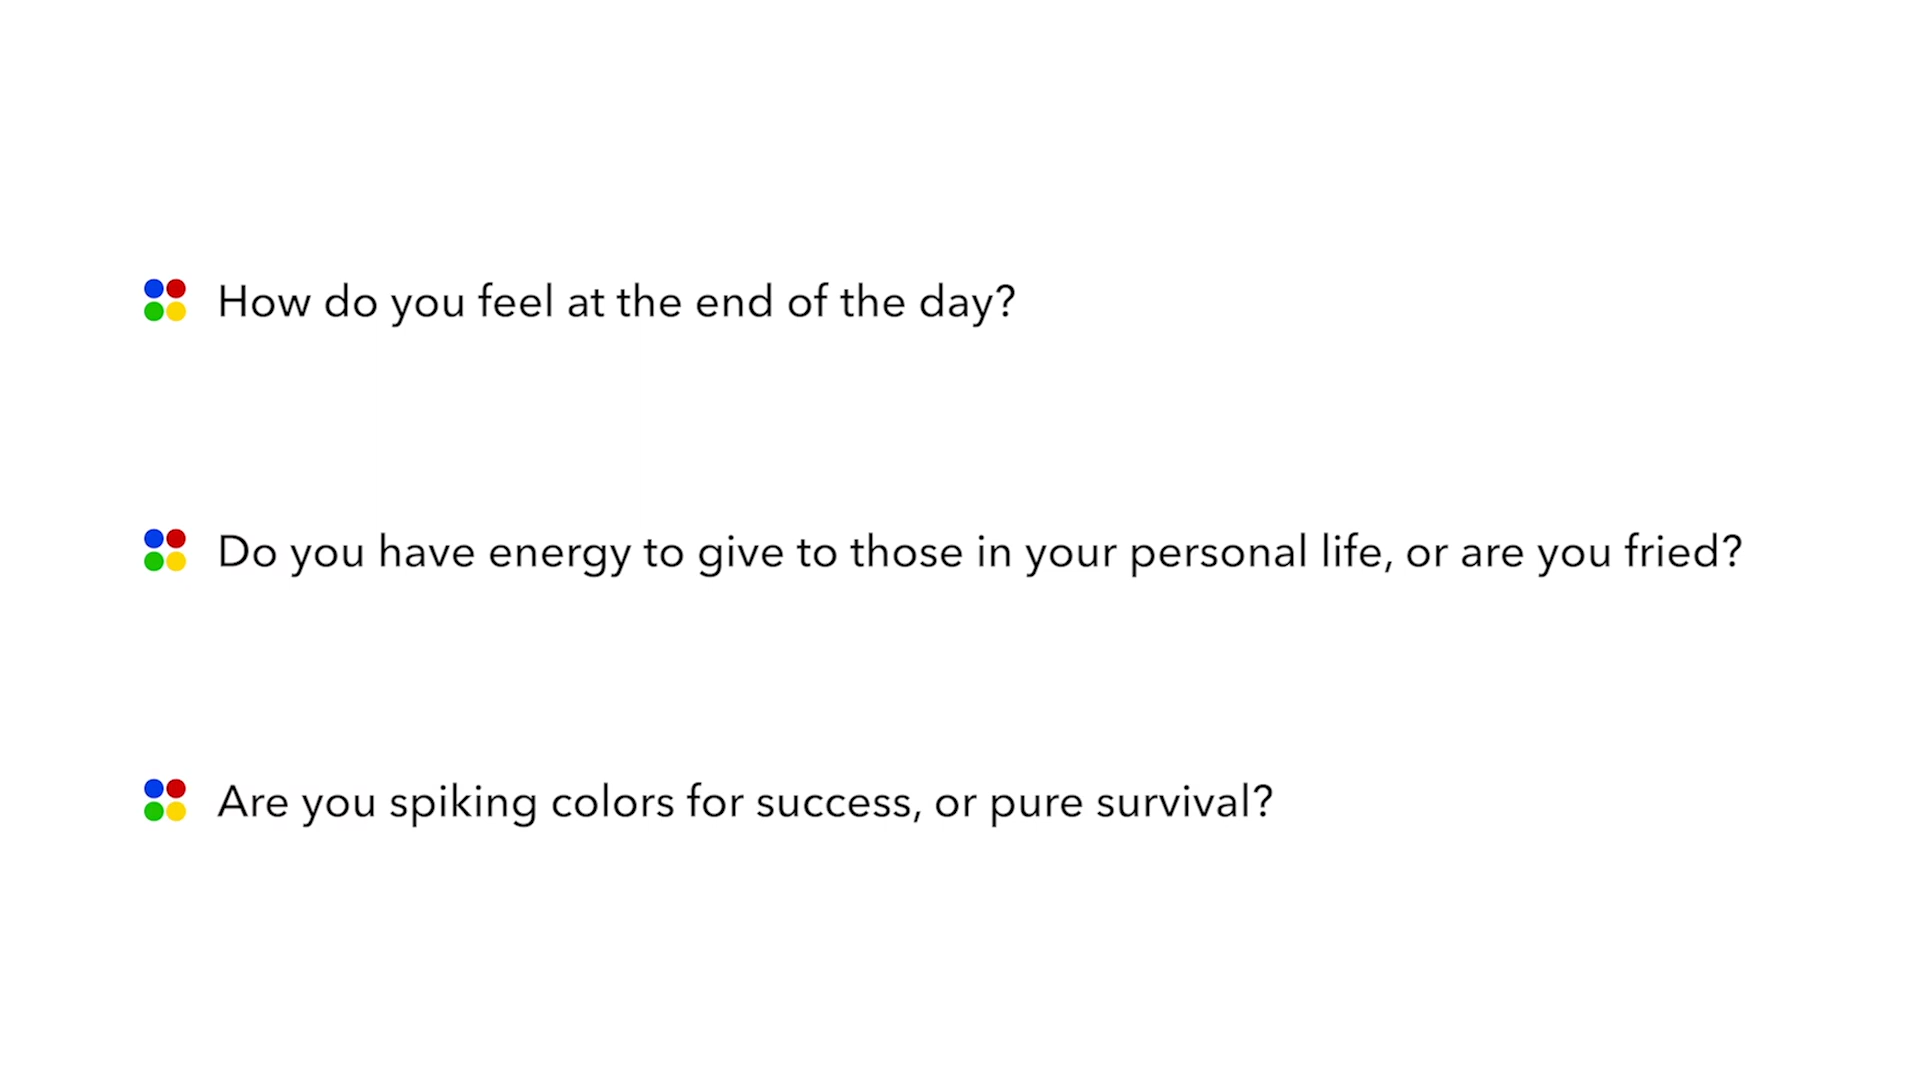 How do you feel at the end of the day?
Do you have energy to give to those in your personal life, or are you fried?
Are you spiking colors for success, or pure survival?